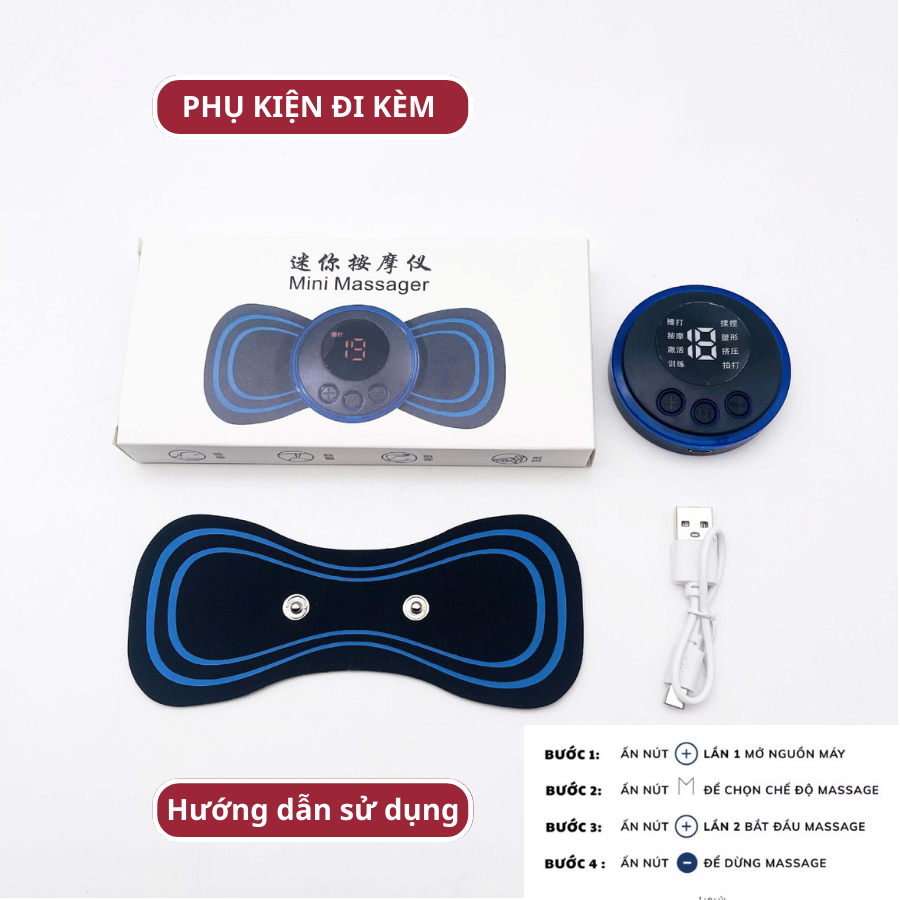 PHỤ KIỆN ĐI KÈM
迷你按摩仪
Mini Massager
捶打
19
捶打 揉捏
按摩 塑形
激活 挤压
训练 拍打
18
BƯỚC 1: ẤN NÚT + LẦN 1 MỞ NGUỒN MÁY
BƯỚC 2: ẤN NÚT M ĐỂ CHỌN CHẾ ĐỘ MASSAGE
BƯỚC 3: ẤN NÚT + LẦN 2 BẮT ĐẦU MASSAGE
BƯỚC 4 : ẤN NÚT - ĐỂ DỪNG MASSAGE
Hướng dẫn sử dụng